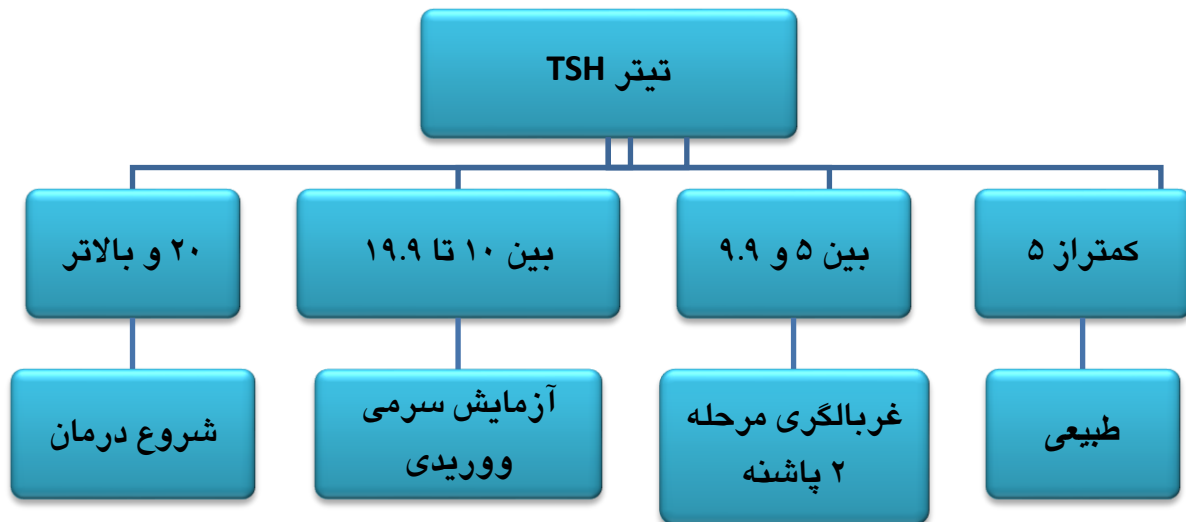 تیتر TSH
کمتراز ۵
بین ۵ و ۹.۹
بین ۱۰ تا ۱۹.۹
۲۰ و بالاتر
طبیعی
غربالگری مرحله
۲ پاشنه
آزمایش سرمی
ووریدی
شروع درمان